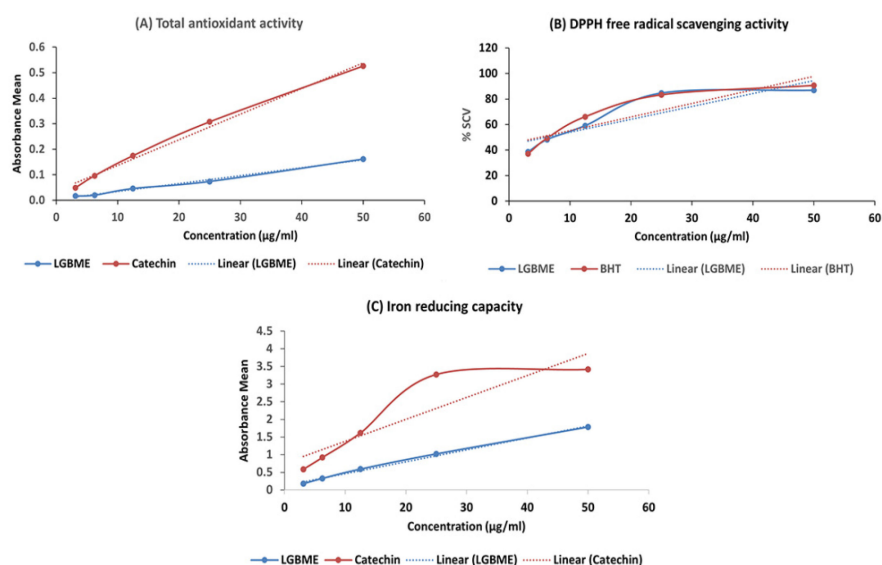 (A) Total antioxidant activity
0.6
0.5
0.4
0.3
0.2
0.1
0.0
Absorbance Mean
0 10 20 30 40 50 60
Concentration (µg/ml)
LGBME Catechin Linear (LGBME) Linear (Catechin)
(B) DPPH free radical scavenging activity
120
100
80
60
40
20
0
% SCV
0 10 20 30 40 50 60
Concentration (µg/ml)
LGBME BHT Linear (LGBME) Linear (BHT)
(C) Iron reducing capacity
4.5
4
3.5
3
2.5
2
1.5
1
0.5
0
Absorbance Mean
0 10 20 30 40 50 60
Concentration (µg/ml)
LGBME Catechin Linear (LGBME) Linear (Catechin)